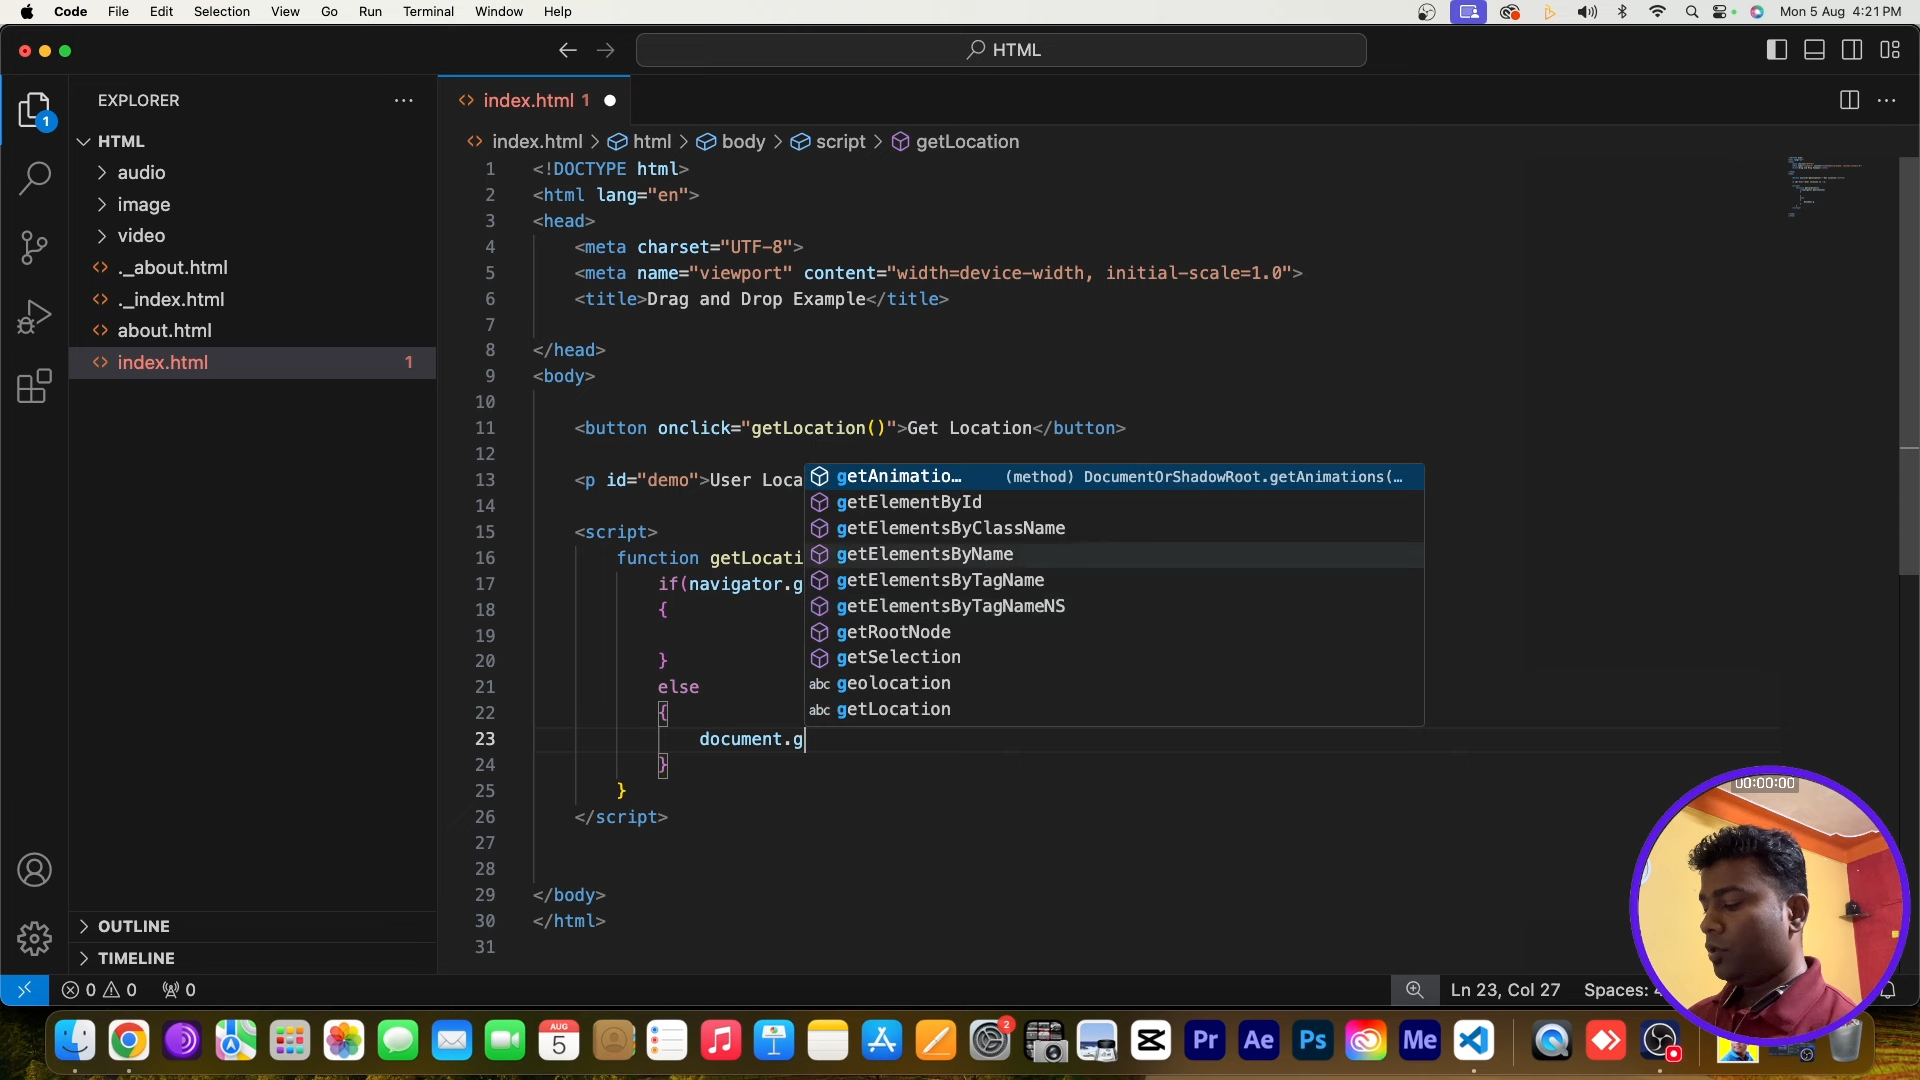 Code File Edit Selection View Go Run Terminal Window Help
Mon 5 Aug 4:21 PM
HTML
EXPLORER
1
HTML
audio
image
video
._about.html
._index.html
about.html
index.html 1
OUTLINE
TIMELINE
index.html 1
index.html html body script getLocation
1 <!DOCTYPE html>
2 <html lang="en">
3 <head>
4 <meta charset="UTF-8">
5 <meta name="viewport" content="width=device-width, initial-scale=1.0">
6 <title>Drag and Drop Example</title>
7
8 </head>
9 <body>
10
11 <button onclick="getLocation()">Get Location</button>
12
13 <p id="demo">User Loca
14
15 <script>
16 function getLocati
17 if(navigator.g
18 {
19
20 }
21 else
22 {
23 document.g
24 }
25 }
26 </script>
27
28
29 </body>
30 </html>
31
getAnimatio… (method) DocumentOrShadowRoot.getAnimations(…
getElementById
getElementsByClassName
getElementsByName
getElementsByTagName
getElementsByTagNameNS
getRootNode
getSelection
abc geolocation
abc getLocation
00:00:00
0 0 0
Ln 23, Col 27 Spaces:
AUG
5
2
Pr
Ae
Ps
Me